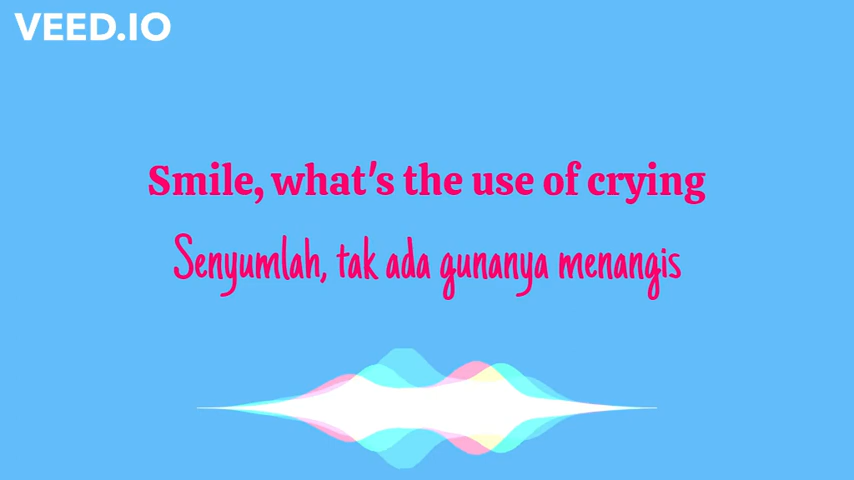 VEED.IO
Smile, what's the use of crying
Senyumlah, tak ada gunanya menangis